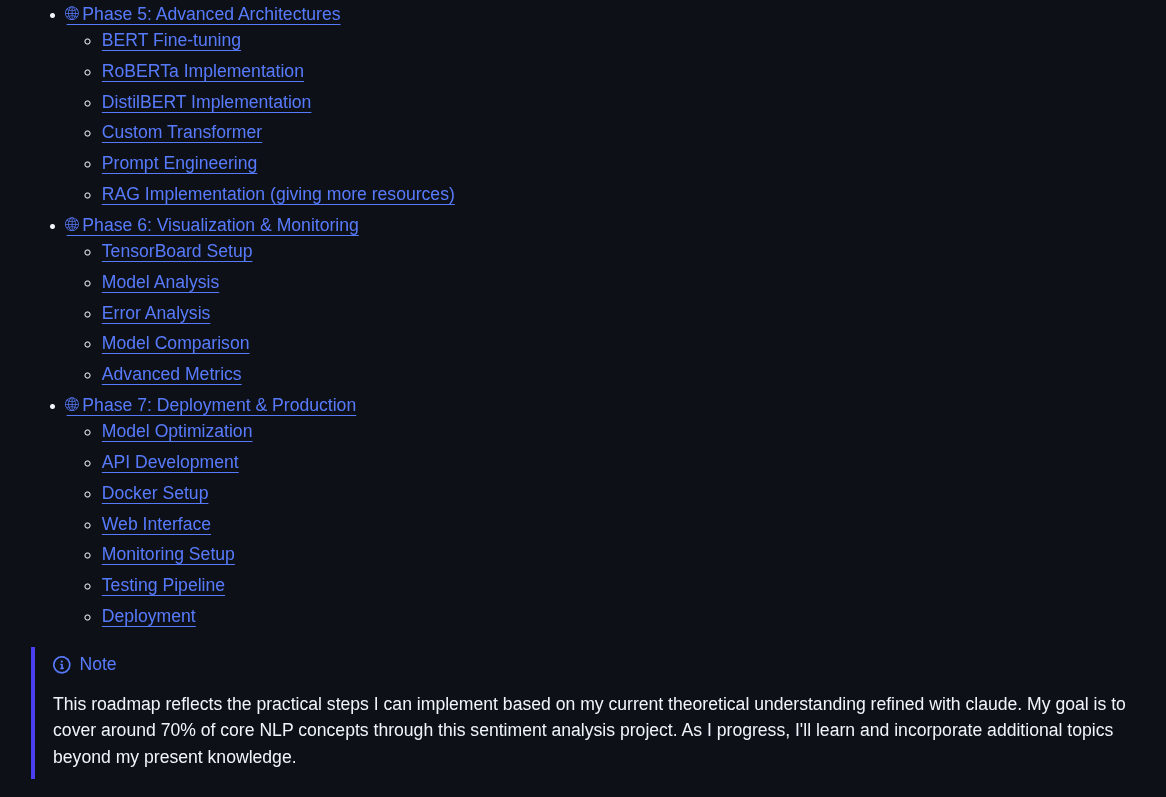 Phase 5: Advanced Architectures
BERT Fine-tuning
RoBERTa Implementation
DistilBERT Implementation
Custom Transformer
Prompt Engineering
RAG Implementation (giving more resources)
Phase 6: Visualization & Monitoring
TensorBoard Setup
Model Analysis
Error Analysis
Model Comparison
Advanced Metrics
Phase 7: Deployment & Production
Model Optimization
API Development
Docker Setup
Web Interface
Monitoring Setup
Testing Pipeline
Deployment
Note
This roadmap reflects the practical steps I can implement based on my current theoretical understanding refined with claude. My goal is to
cover around 70% of core NLP concepts through this sentiment analysis project. As I progress, I'll learn and incorporate additional topics
beyond my present knowledge.